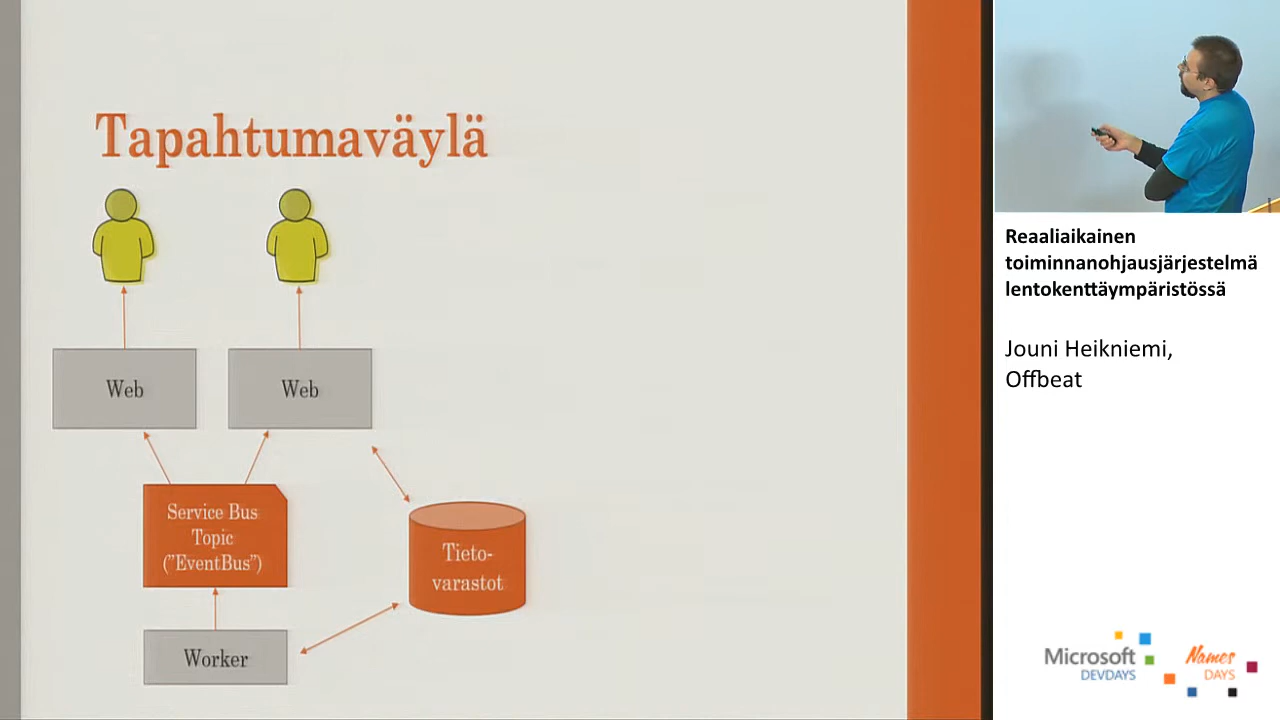 Tapahtumaväylä
Web
Web
Service Bus
Topic
("EventBus")
Tieto-
varastot
Worker
Reaaliaikainen
toiminnanohjausjärjestelmä
lentokenttäympäristössä
Jouni Heikniemi,
Offbeat
Microsoft
DEVDAYS
Names
DAYS